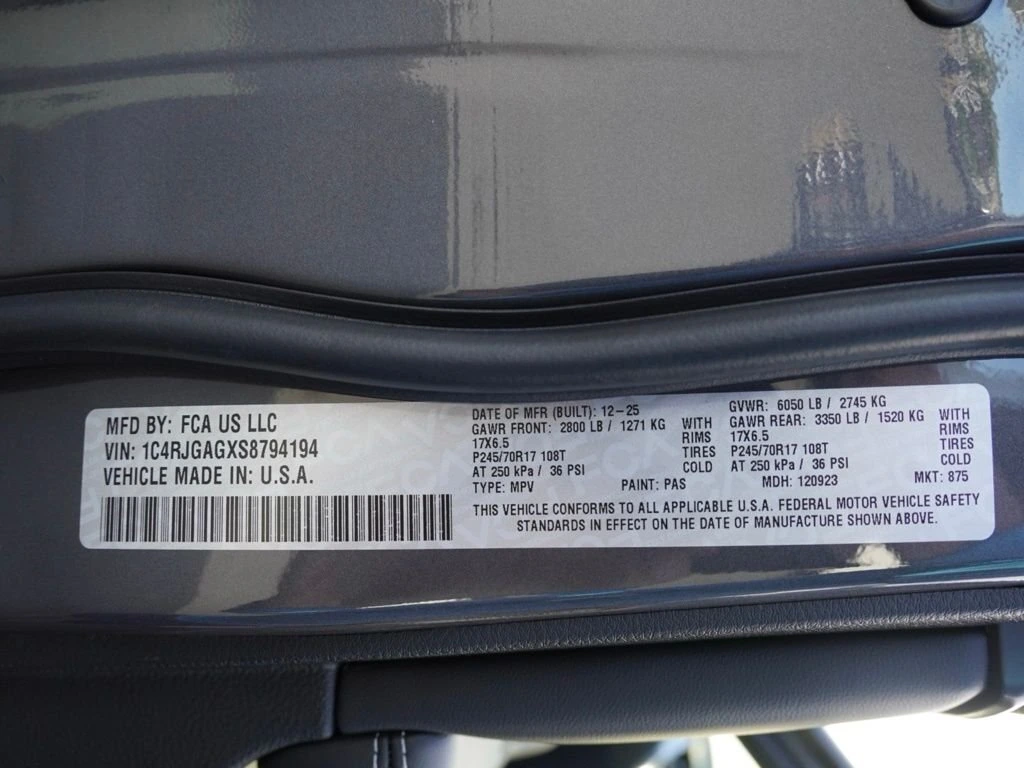 MFD BY: FCA US LLC
VIN: 1C4RJGAGXS8794194
VEHICLE MADE IN: U.S.A.
DATE OF MFR (BUILT): 12-25
GAWR FRONT: 2800 LB / 1271 KG WITH
17X6.5 RIMS
P245/70R17 108T TIRES
AT 250 kPa / 36 PSI COLD
TYPE: MPV PAINT: PAS
GVWR: 6050 LB / 2745 KG
GAWR REAR: 3350 LB / 1520 KG WITH
17X6.5 RIMS
P245/70R17 108T TIRES
AT 250 kPa / 36 PSI COLD
MDH: 120923 MKT: 875
THIS VEHICLE CONFORMS TO ALL APPLICABLE U.S.A. FEDERAL MOTOR VEHICLE SAFETY
STANDARDS IN EFFECT ON THE DATE OF MANUFACTURE SHOWN ABOVE.